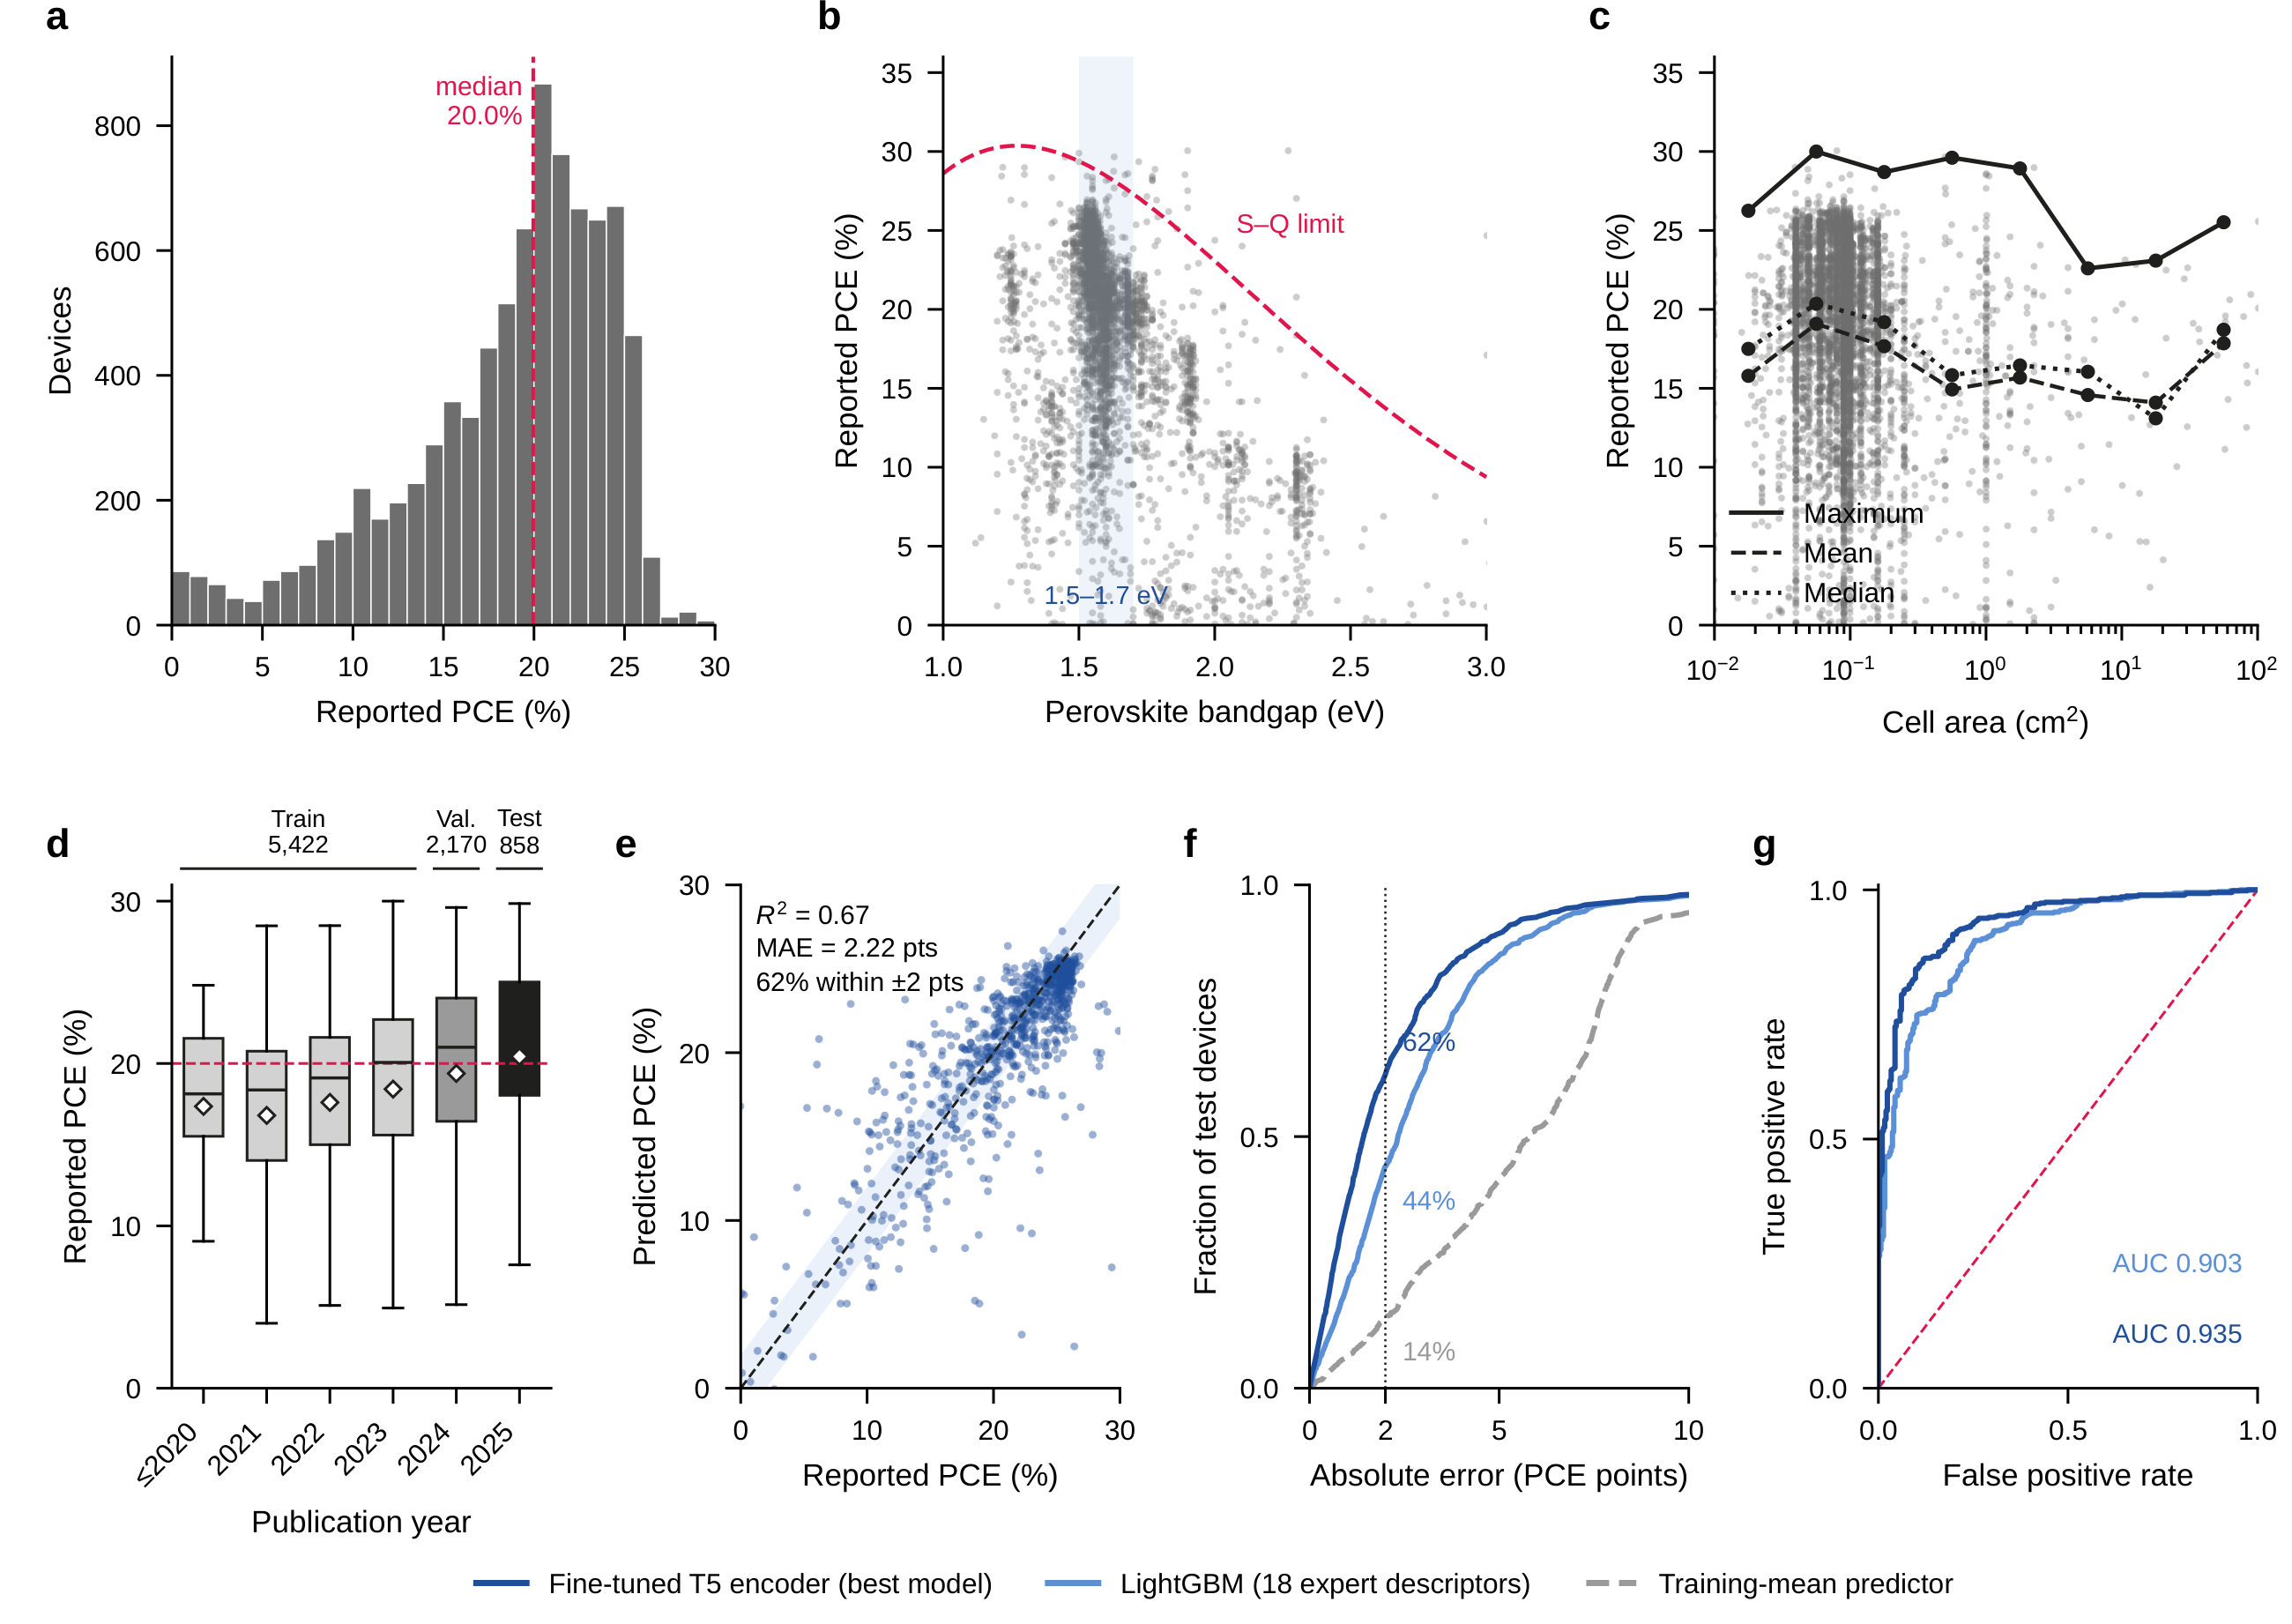 a
median
20.0%
Devices
800
600
400
200
0
0 5 10 15 20 25 30
Reported PCE (%)
b
35
30
25
20
15
10
5
0
Reported PCE (%)
S–Q limit
1.5–1.7 eV
1.0 1.5 2.0 2.5 3.0
Perovskite bandgap (eV)
c
35
30
25
20
15
10
5
0
Reported PCE (%)
Maximum
Mean
Median
10⁻² 10⁻¹ 10⁰ 10¹ 10²
Cell area (cm²)
d
Train
5,422
Val.
2,170
Test
858
30
20
10
0
Reported PCE (%)
≤2020 2021 2022 2023 2024 2025
Publication year
e
30
20
10
0
Predicted PCE (%)
R² = 0.67
MAE = 2.22 pts
62% within ±2 pts
0 10 20 30
Reported PCE (%)
f
1.0
0.5
0.0
Fraction of test devices
62%
44%
14%
0 2 5 10
Absolute error (PCE points)
g
1.0
0.5
0.0
True positive rate
AUC 0.903
AUC 0.935
0.0 0.5 1.0
False positive rate
Fine-tuned T5 encoder (best model)
LightGBM (18 expert descriptors)
Training-mean predictor